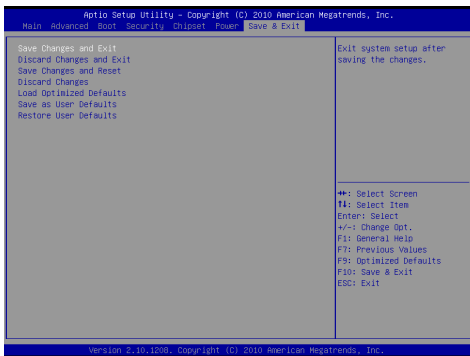 Aptio Setup Utility – Copyright (C) 2010 American Megatrends, Inc.
Main Advanced Boot Security Chipset Power Save & Exit
Save Changes and Exit
Discard Changes and Exit
Save Changes and Reset
Discard Changes
Load Optimized Defaults
Save as User Defaults
Restore User Defaults
Exit system setup after
saving the changes.
→←: Select Screen
↑↓: Select Item
Enter: Select
+/-: Change Opt.
F1: General Help
F7: Previous Values
F9: Optimized Defaults
F10: Save & Exit
ESC: Exit
Version 2.10.1208. Copyright (C) 2010 American Megatrends, Inc.